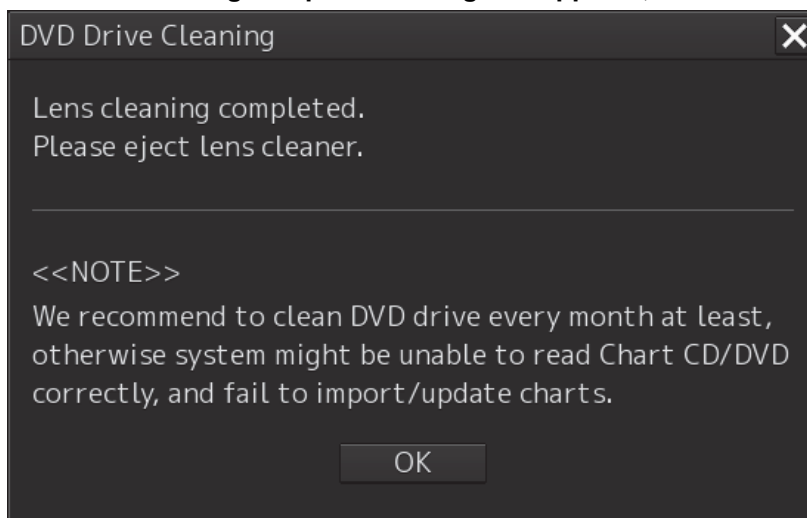 DVD Drive Cleaning
Lens cleaning completed.
Please eject lens cleaner.
<<NOTE>>
We recommend to clean DVD drive every month at least,
otherwise system might be unable to read Chart CD/DVD
correctly, and fail to import/update charts.
OK